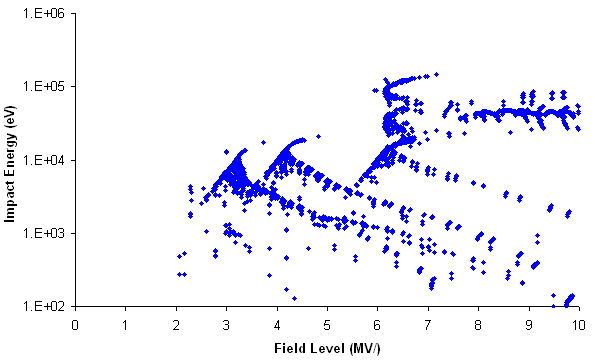 1.E+06
1.E+05
1.E+04
1.E+03
1.E+02
Impact Energy (eV)
0 1 2 3 4 5 6 7 8 9 10
Field Level (MV/)